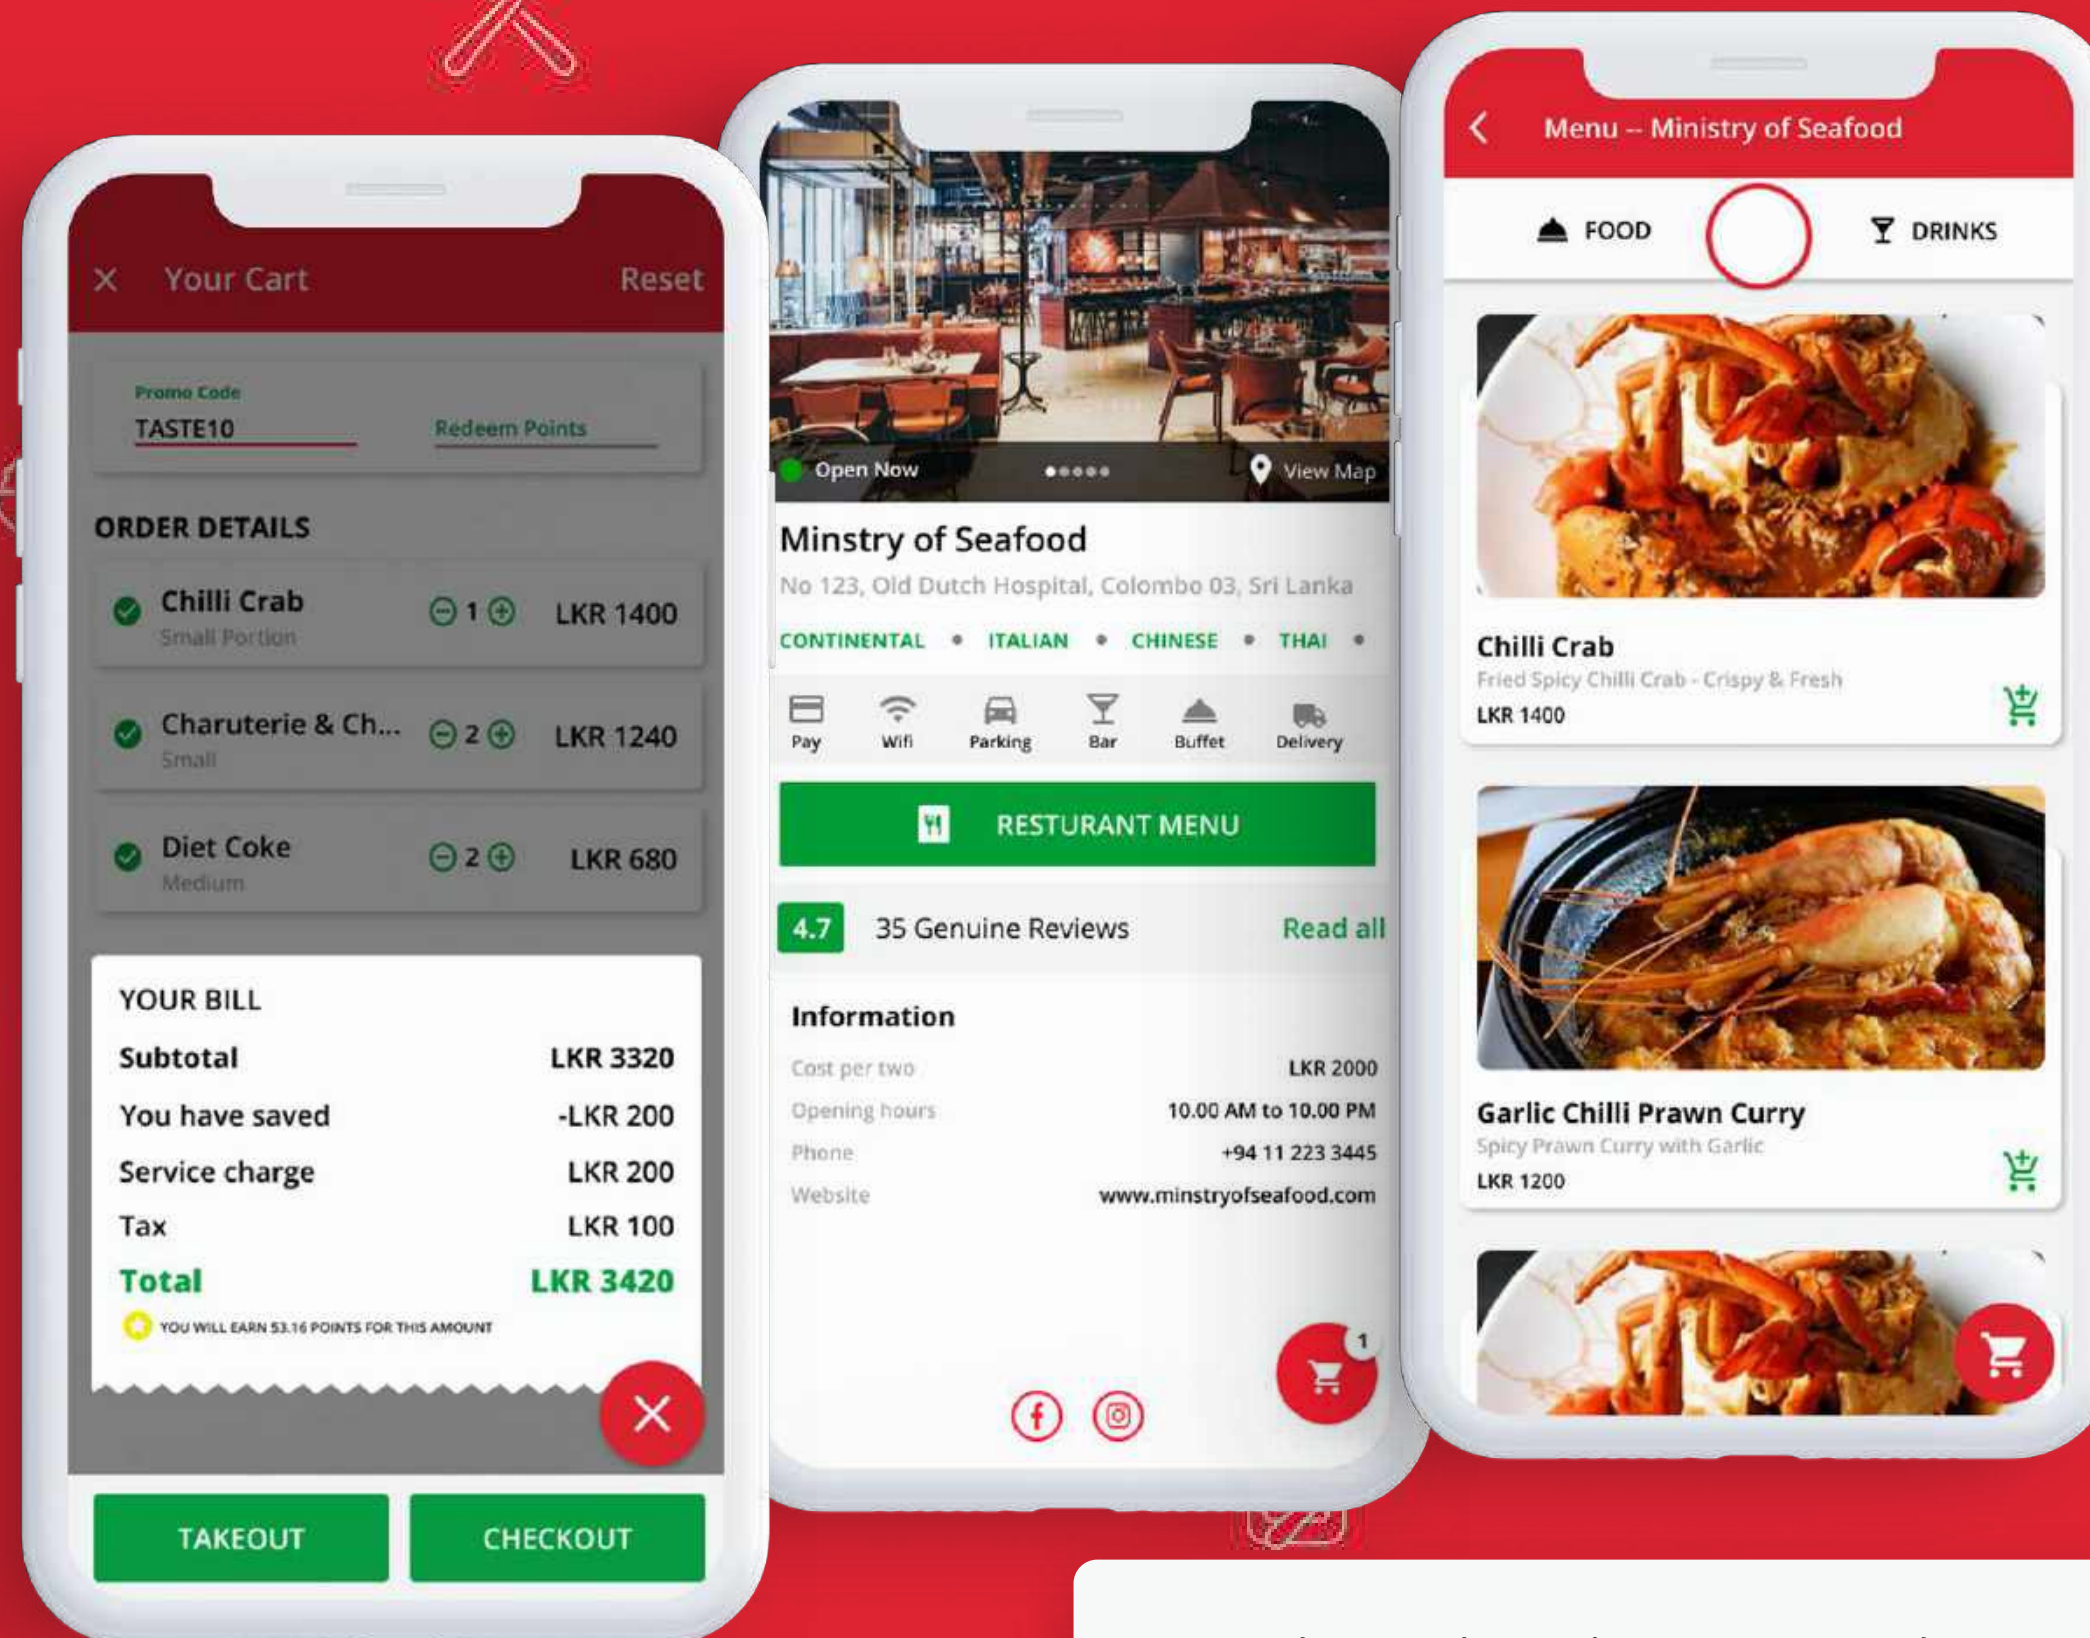 Your Cart Reset
Promo Code
TASTE10 Redeem Points
ORDER DETAILS
Chilli Crab 1 LKR 1400
Small Portion
Charuterie & Ch... 2 LKR 1240
Small
Diet Coke 2 LKR 680
Medium
YOUR BILL
Subtotal LKR 3320
You have saved -LKR 200
Service charge LKR 200
Tax LKR 100
Total LKR 3420
YOU WILL EARN 53.16 POINTS FOR THIS AMOUNT
TAKEOUT CHECKOUT
Open Now View Map
Minstry of Seafood
No 123, Old Dutch Hospital, Colombo 03, Sri Lanka
CONTINENTAL • ITALIAN • CHINESE • THAI •
Pay Wifi Parking Bar Buffet Delivery
RESTURANT MENU
4.7 35 Genuine Reviews Read all
Information
Cost per two LKR 2000
Opening hours 10.00 AM to 10.00 PM
Phone +94 11 223 3445
Website www.minstryofseafood.com
1
Menu -- Ministry of Seafood
FOOD DRINKS
Chilli Crab
Fried Spicy Chilli Crab - Crispy & Fresh
LKR 1400
Garlic Chilli Prawn Curry
Spicy Prawn Curry with Garlic
LKR 1200